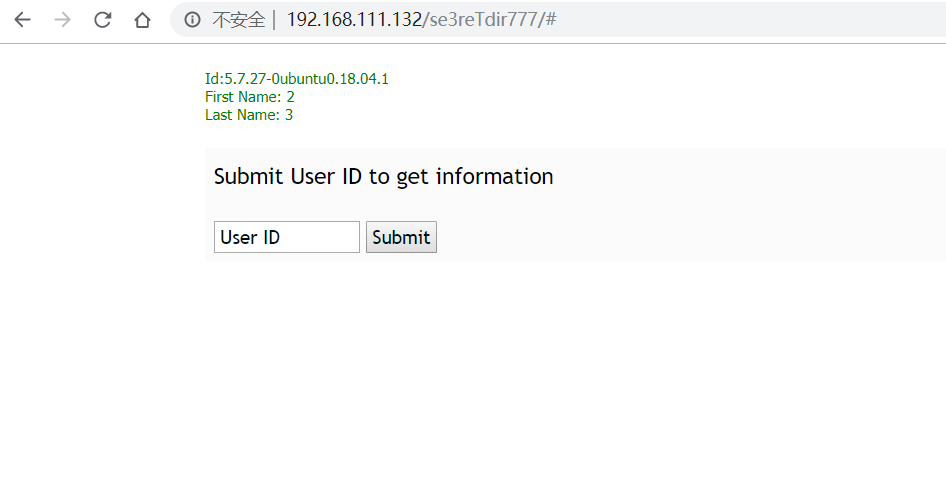 不安全 | 192.168.111.132/se3reTdir777/#
Id:5.7.27-0ubuntu0.18.04.1
First Name: 2
Last Name: 3
Submit User ID to get information
User ID Submit